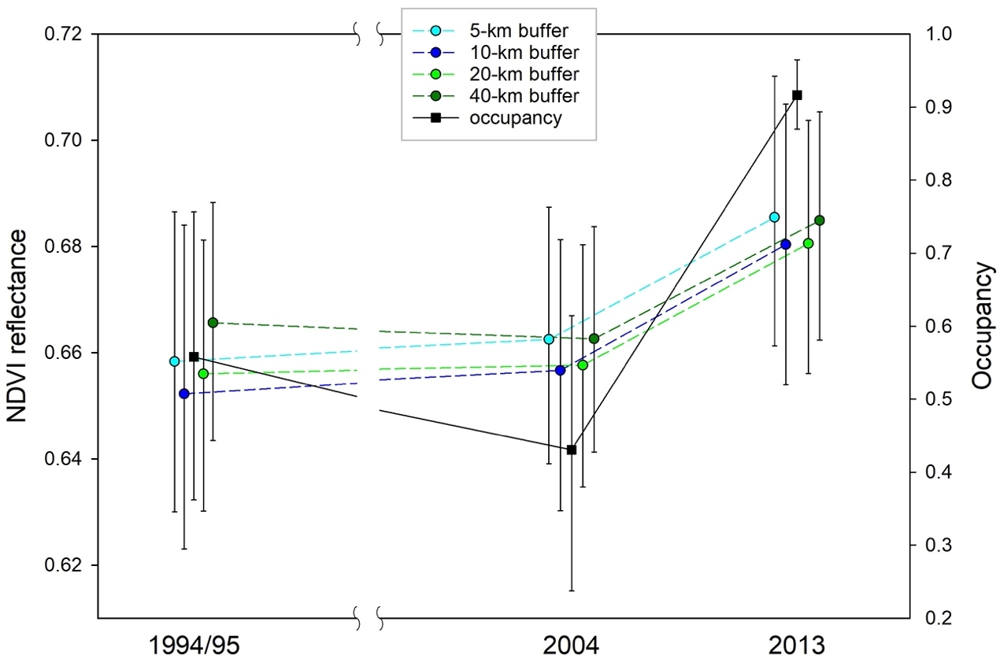 5-km buffer
10-km buffer
20-km buffer
40-km buffer
occupancy
NDVI reflectance
0.72
0.70
0.68
0.66
0.64
0.62
1.0
0.9
0.8
0.7
0.6
0.5
0.4
0.3
0.2
Occupancy
1994/95
2004
2013